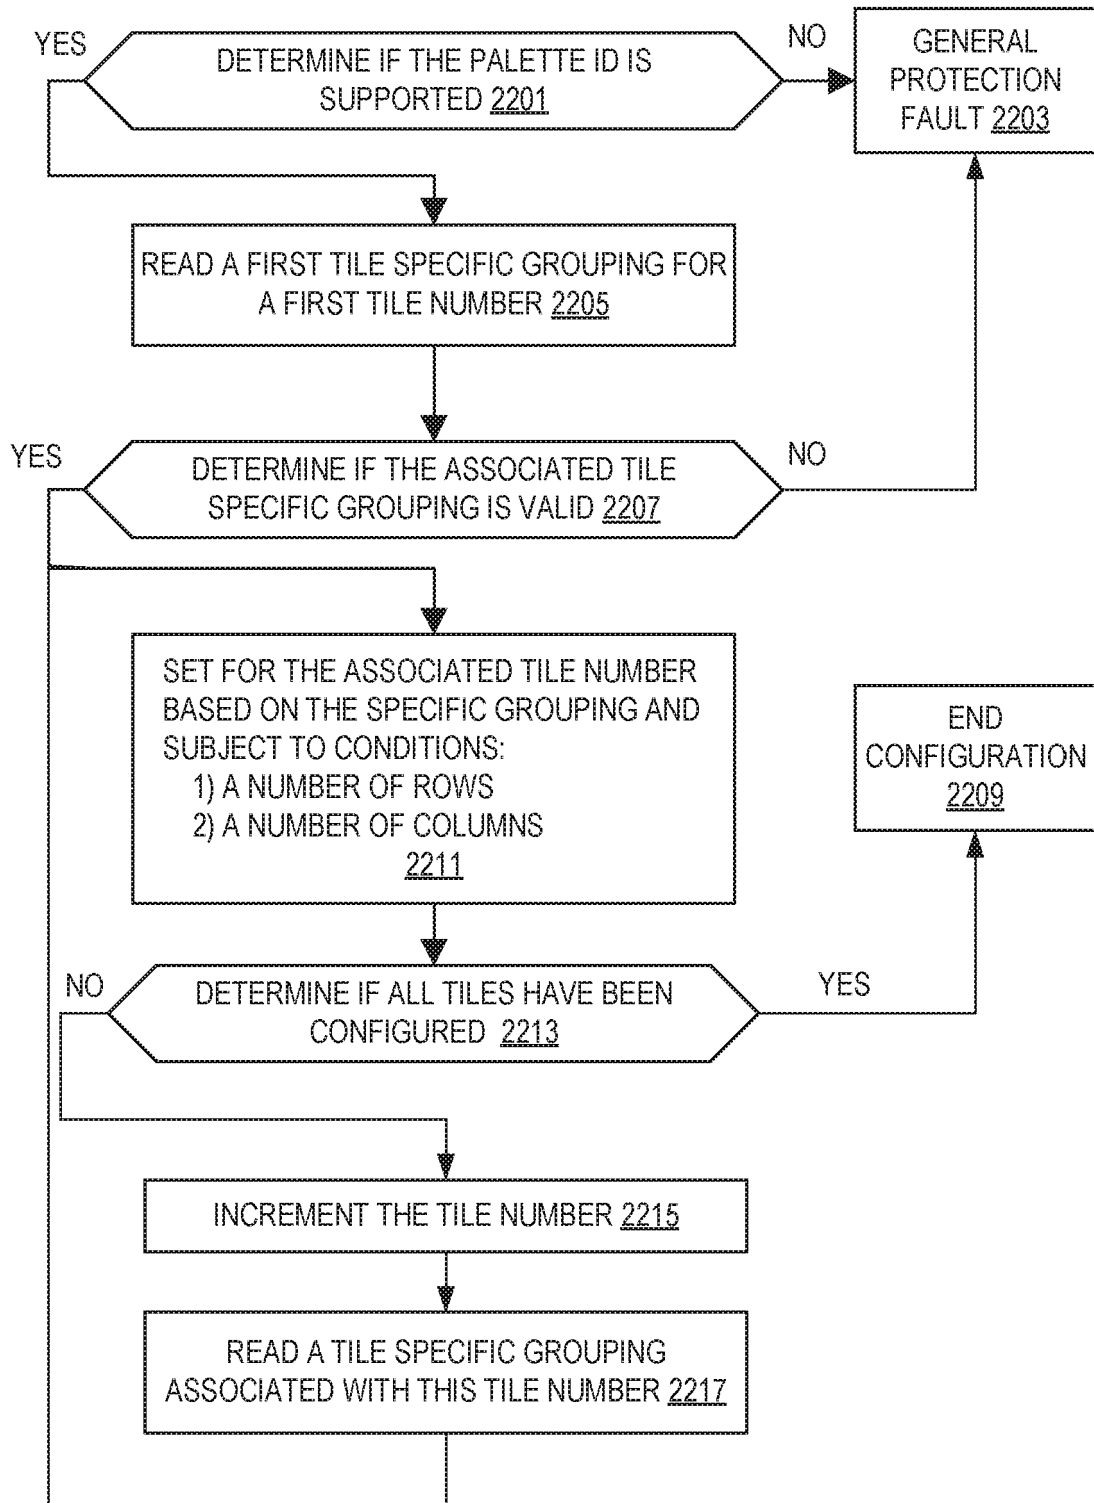 YES
DETERMINE IF THE PALETTE ID IS
SUPPORTED 2201
NO
GENERAL
PROTECTION
FAULT 2203
READ A FIRST TILE SPECIFIC GROUPING FOR
A FIRST TILE NUMBER 2205
YES
DETERMINE IF THE ASSOCIATED TILE
SPECIFIC GROUPING IS VALID 2207
NO
SET FOR THE ASSOCIATED TILE NUMBER
BASED ON THE SPECIFIC GROUPING AND
SUBJECT TO CONDITIONS:
1) A NUMBER OF ROWS
2) A NUMBER OF COLUMNS
2211
END
CONFIGURATION
2209
NO
DETERMINE IF ALL TILES HAVE BEEN
CONFIGURED 2213
YES
INCREMENT THE TILE NUMBER 2215
READ A TILE SPECIFIC GROUPING
ASSOCIATED WITH THIS TILE NUMBER 2217